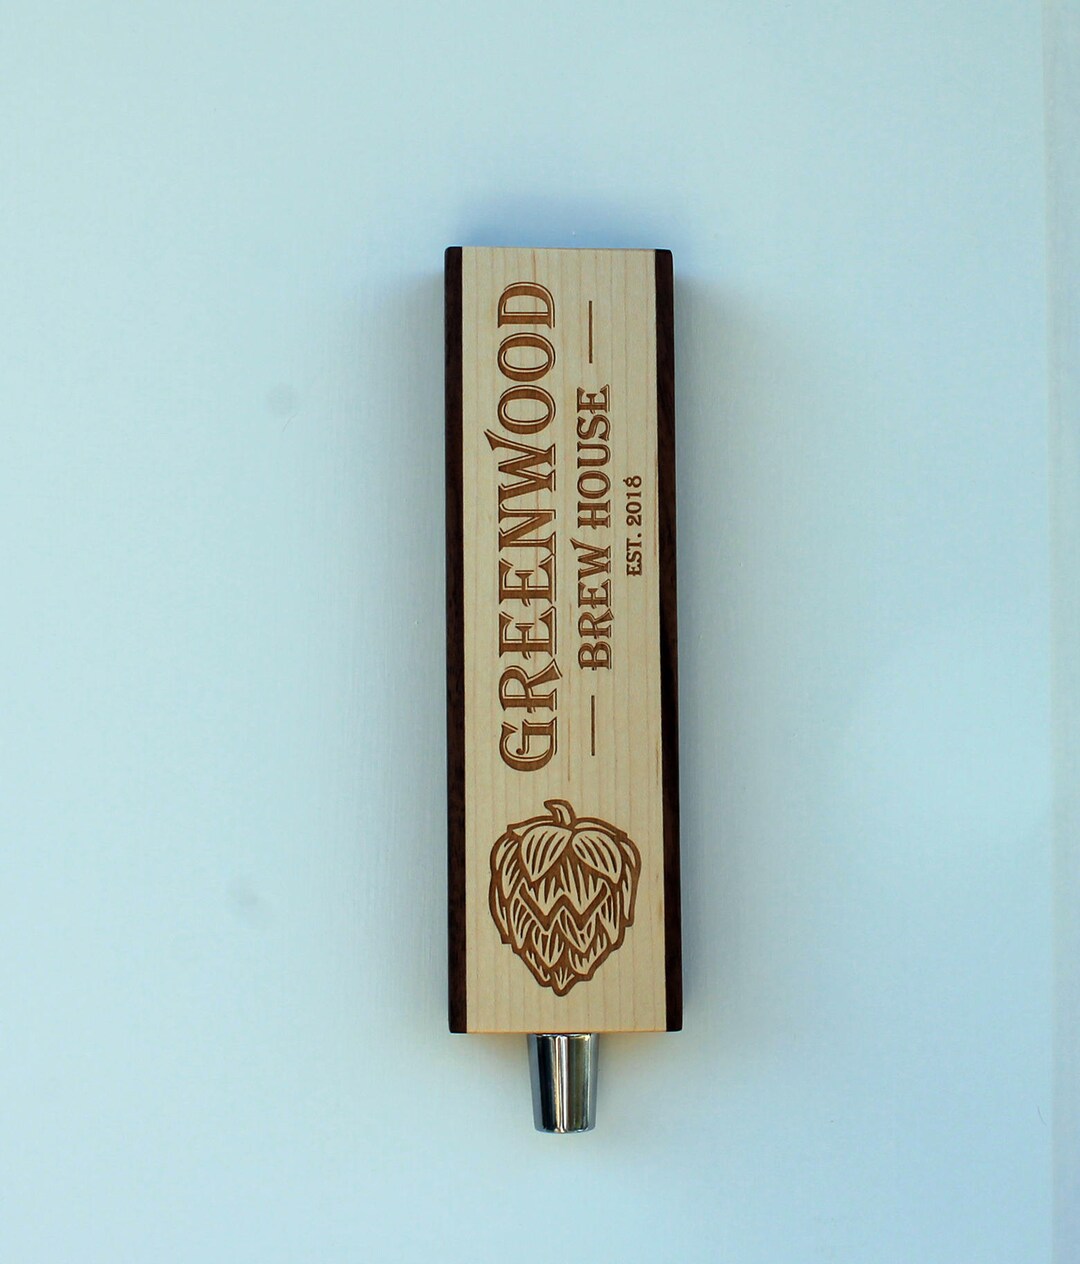 GREENWOOD
— BREW HOUSE —
EST. 2018